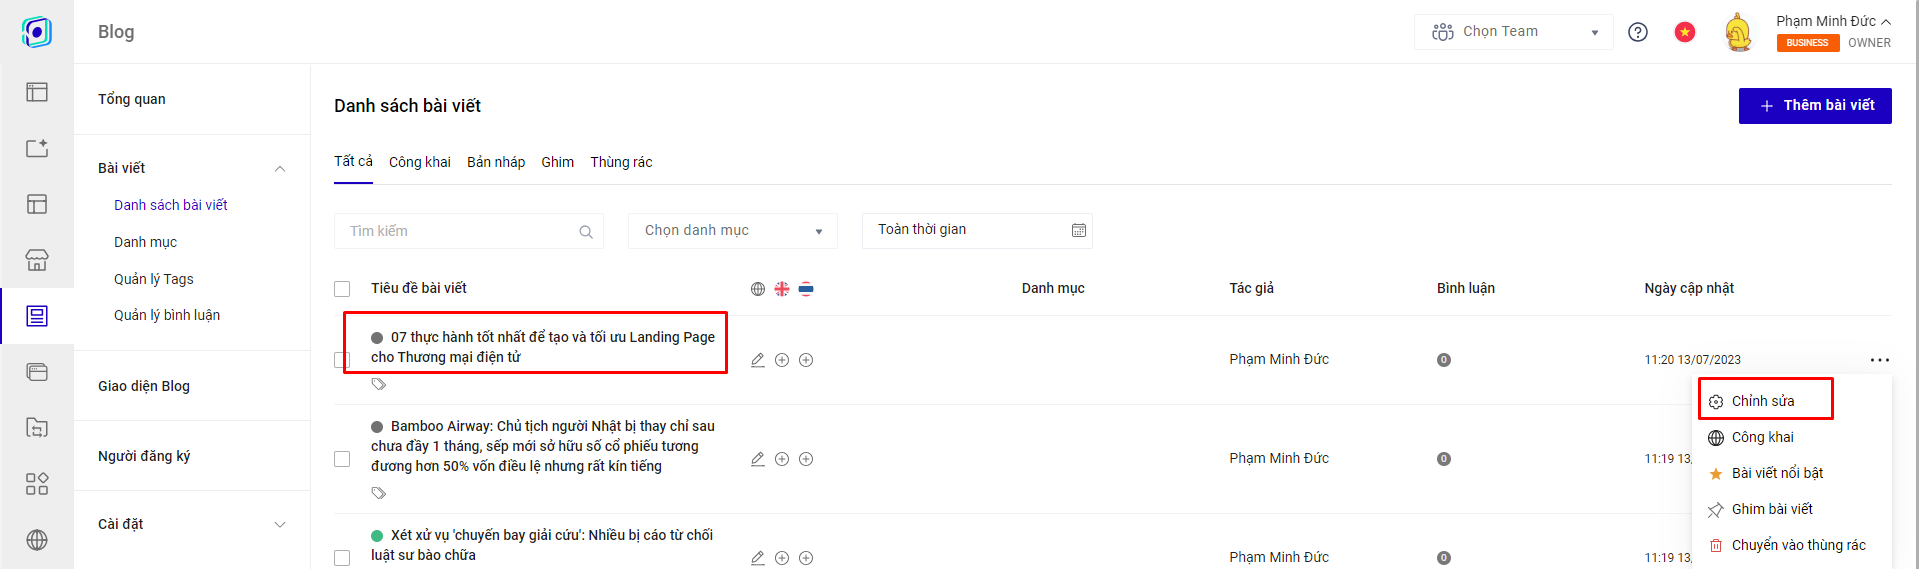 Blog
Chọn Team
Phạm Minh Đức
BUSINESS OWNER
Tổng quan
Bài viết
Danh sách bài viết
Danh mục
Quản lý Tags
Quản lý bình luận
Giao diện Blog
Người đăng ký
Cài đặt
Danh sách bài viết
Thêm bài viết
Tất cả Công khai Bản nháp Ghim Thùng rác
Tìm kiếm Chọn danh mục Toàn thời gian
Tiêu đề bài viết Danh mục Tác giả Bình luận Ngày cập nhật
07 thực hành tốt nhất để tạo và tối ưu Landing Page
cho Thương mại điện tử
Phạm Minh Đức 0 11:20 13/07/2023
Bamboo Airway: Chủ tịch người Nhật bị thay chỉ sau
chưa đầy 1 tháng, sếp mới sở hữu số cổ phiếu tương
đương hơn 50% vốn điều lệ nhưng rất kín tiếng
Phạm Minh Đức 0 11:19 13/
Xét xử vụ 'chuyến bay giải cứu': Nhiều bị cáo từ chối
luật sư bào chữa
Phạm Minh Đức 0 11:19 13/
Chỉnh sửa
Công khai
Bài viết nổi bật
Ghim bài viết
Chuyển vào thùng rác